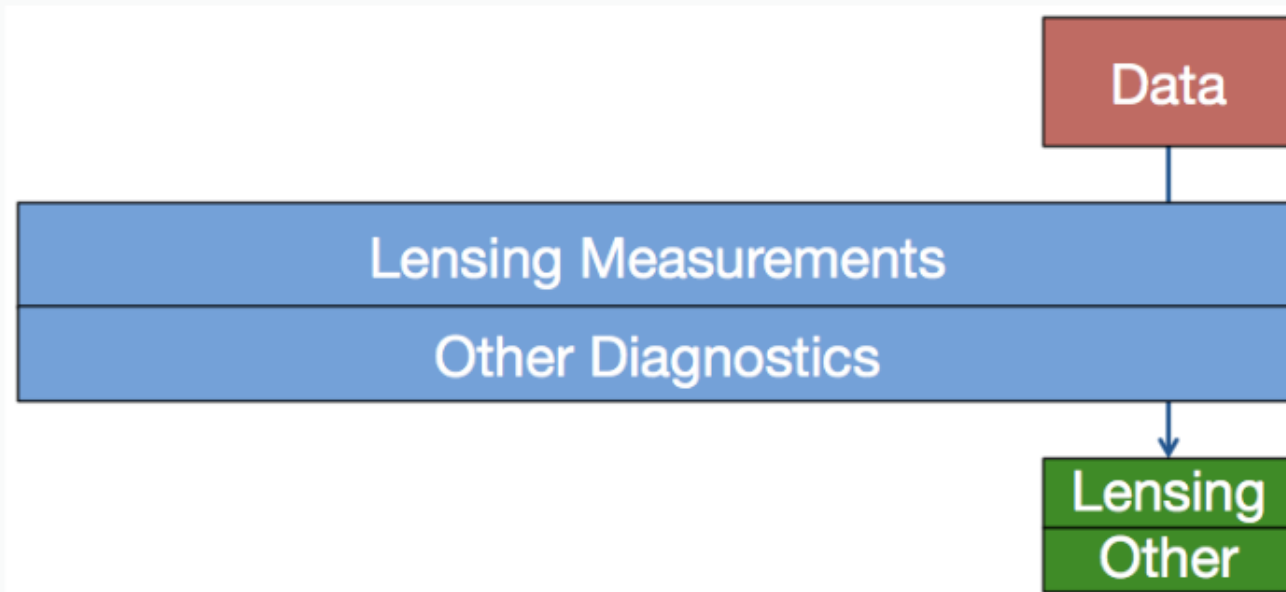 Data
Lensing Measurements
Other Diagnostics
Lensing
Other